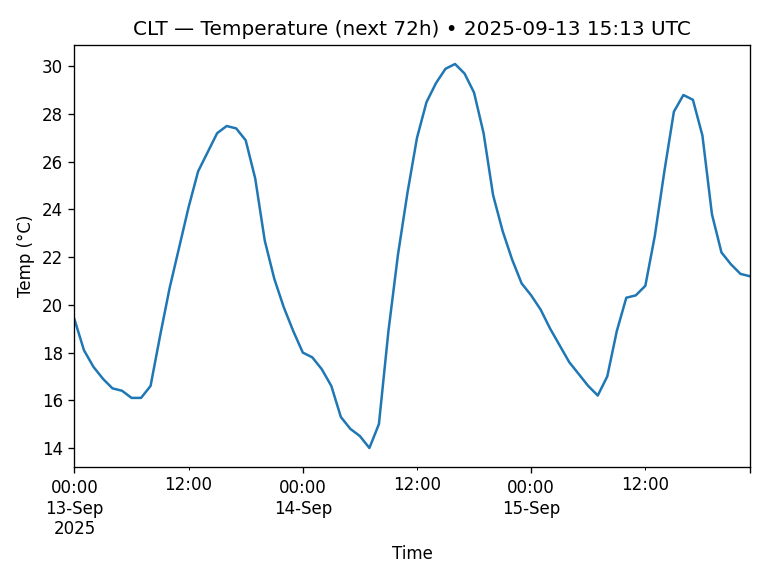 CLT — Temperature (next 72h) • 2025-09-13 15:13 UTC
Temp (°C)
30
28
26
24
22
20
18
16
14
00:00 12:00 00:00 12:00 00:00 12:00
13-Sep 14-Sep 15-Sep
2025
Time